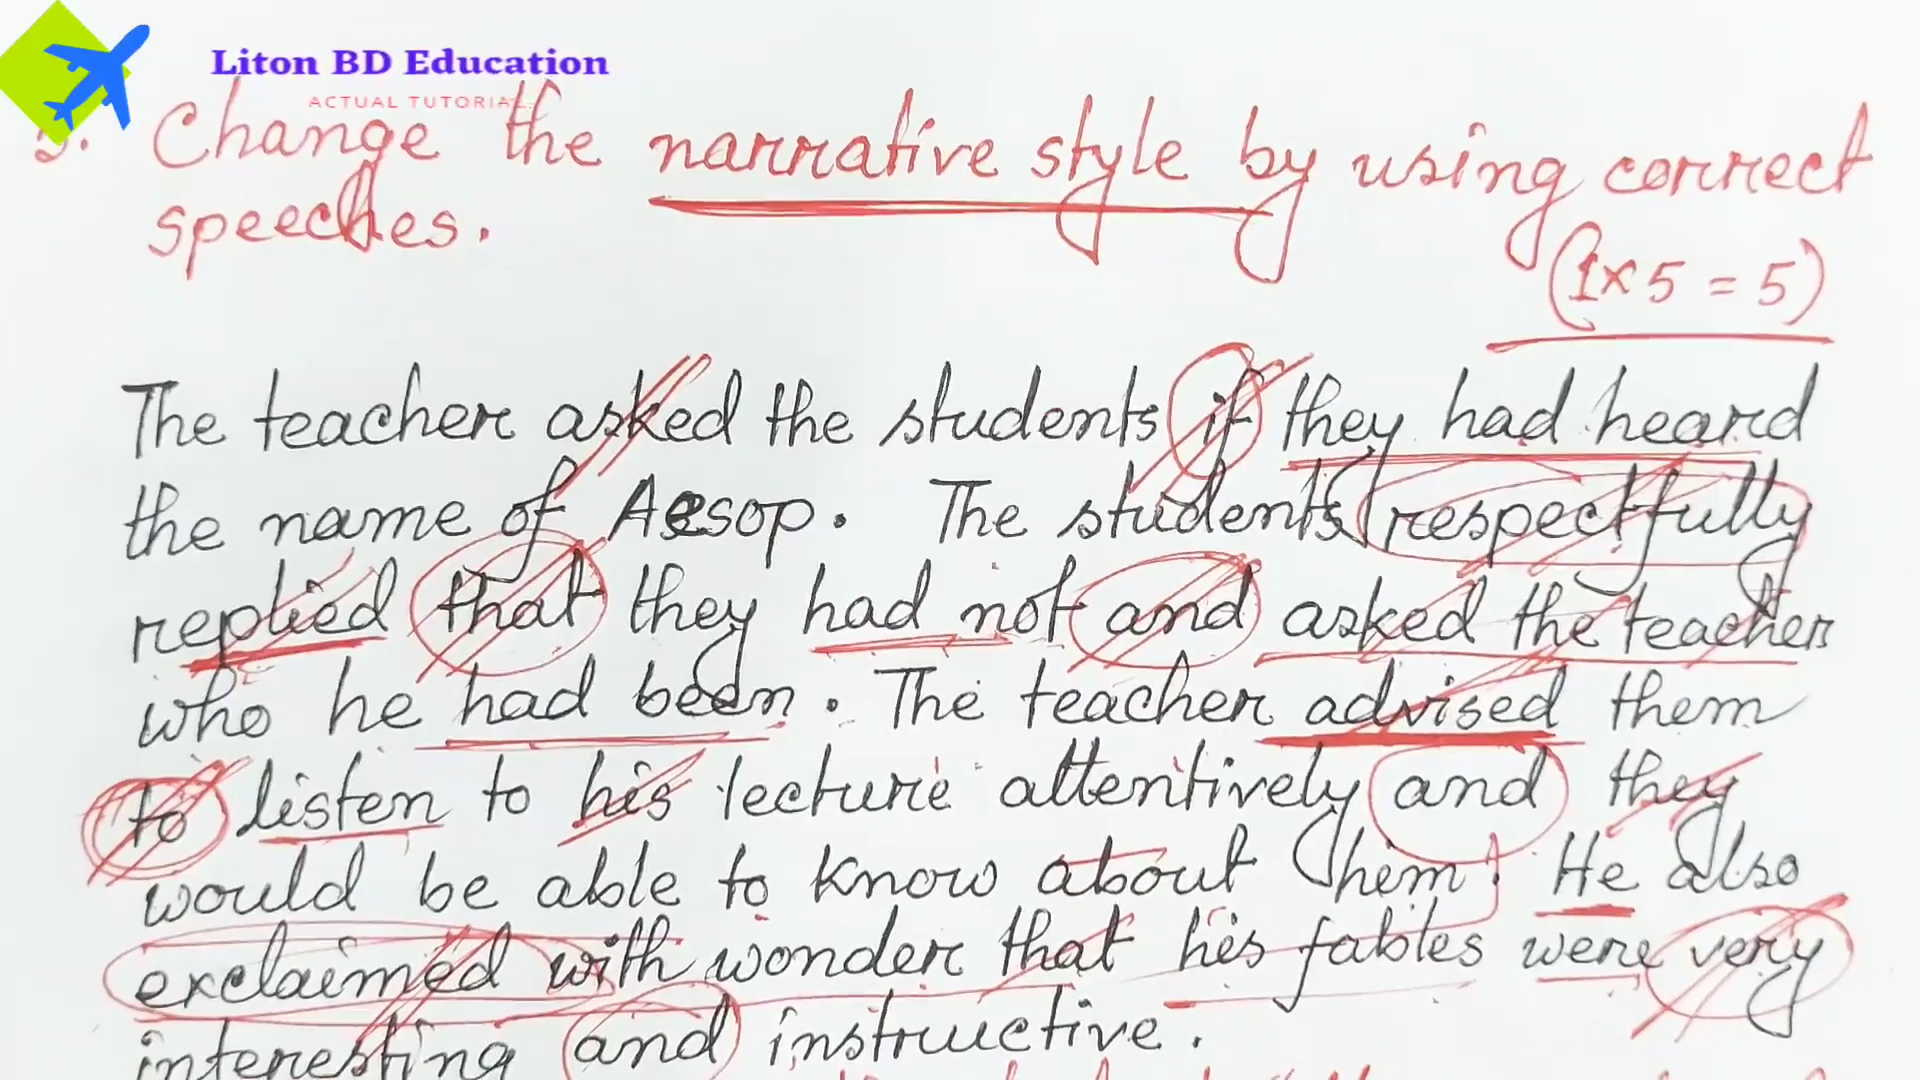 Liton BD Education
ACTUAL TUTORIAL
Change the narrative style by using correct
speeches.
(1×5=5)
The teacher asked the students if they had heard
the name of Aesop. The students respectfully
replied that they had not and asked the teacher
who he had been. The teacher advised them
to listen to his lecture attentively and they
would be able to know about them. He also
exclaimed with wonder that his fables were very
interesting and instructive.